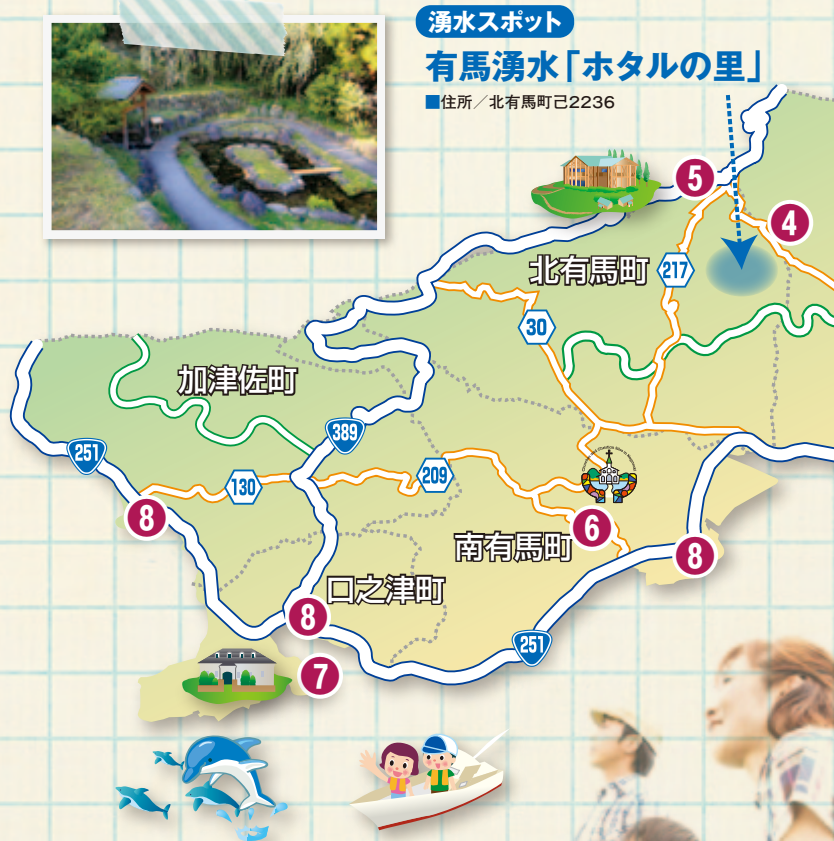 湧水スポット
有馬湧水「ホタルの里」
■住所／北有馬町己2236
5
4
北有馬町
217
30
加津佐町
389
251
130
209
8
6
南有馬町
8
口之津町
8
251
7